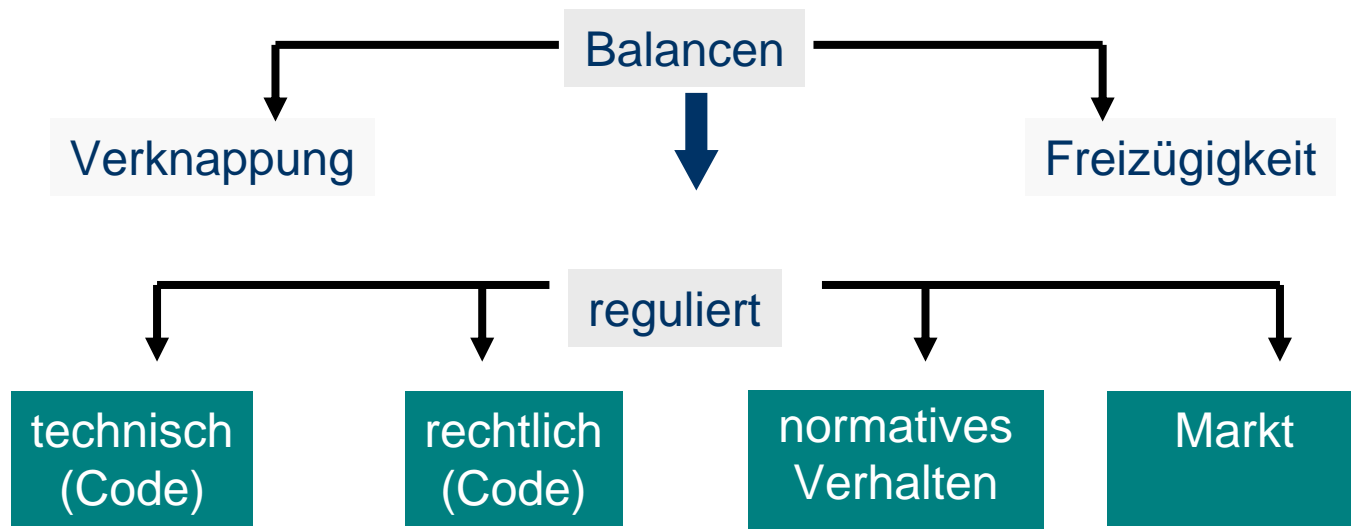 Balancen
Verknappung
Freizügigkeit
reguliert
technisch
(Code)
rechtlich
(Code)
normatives
Verhalten
Markt